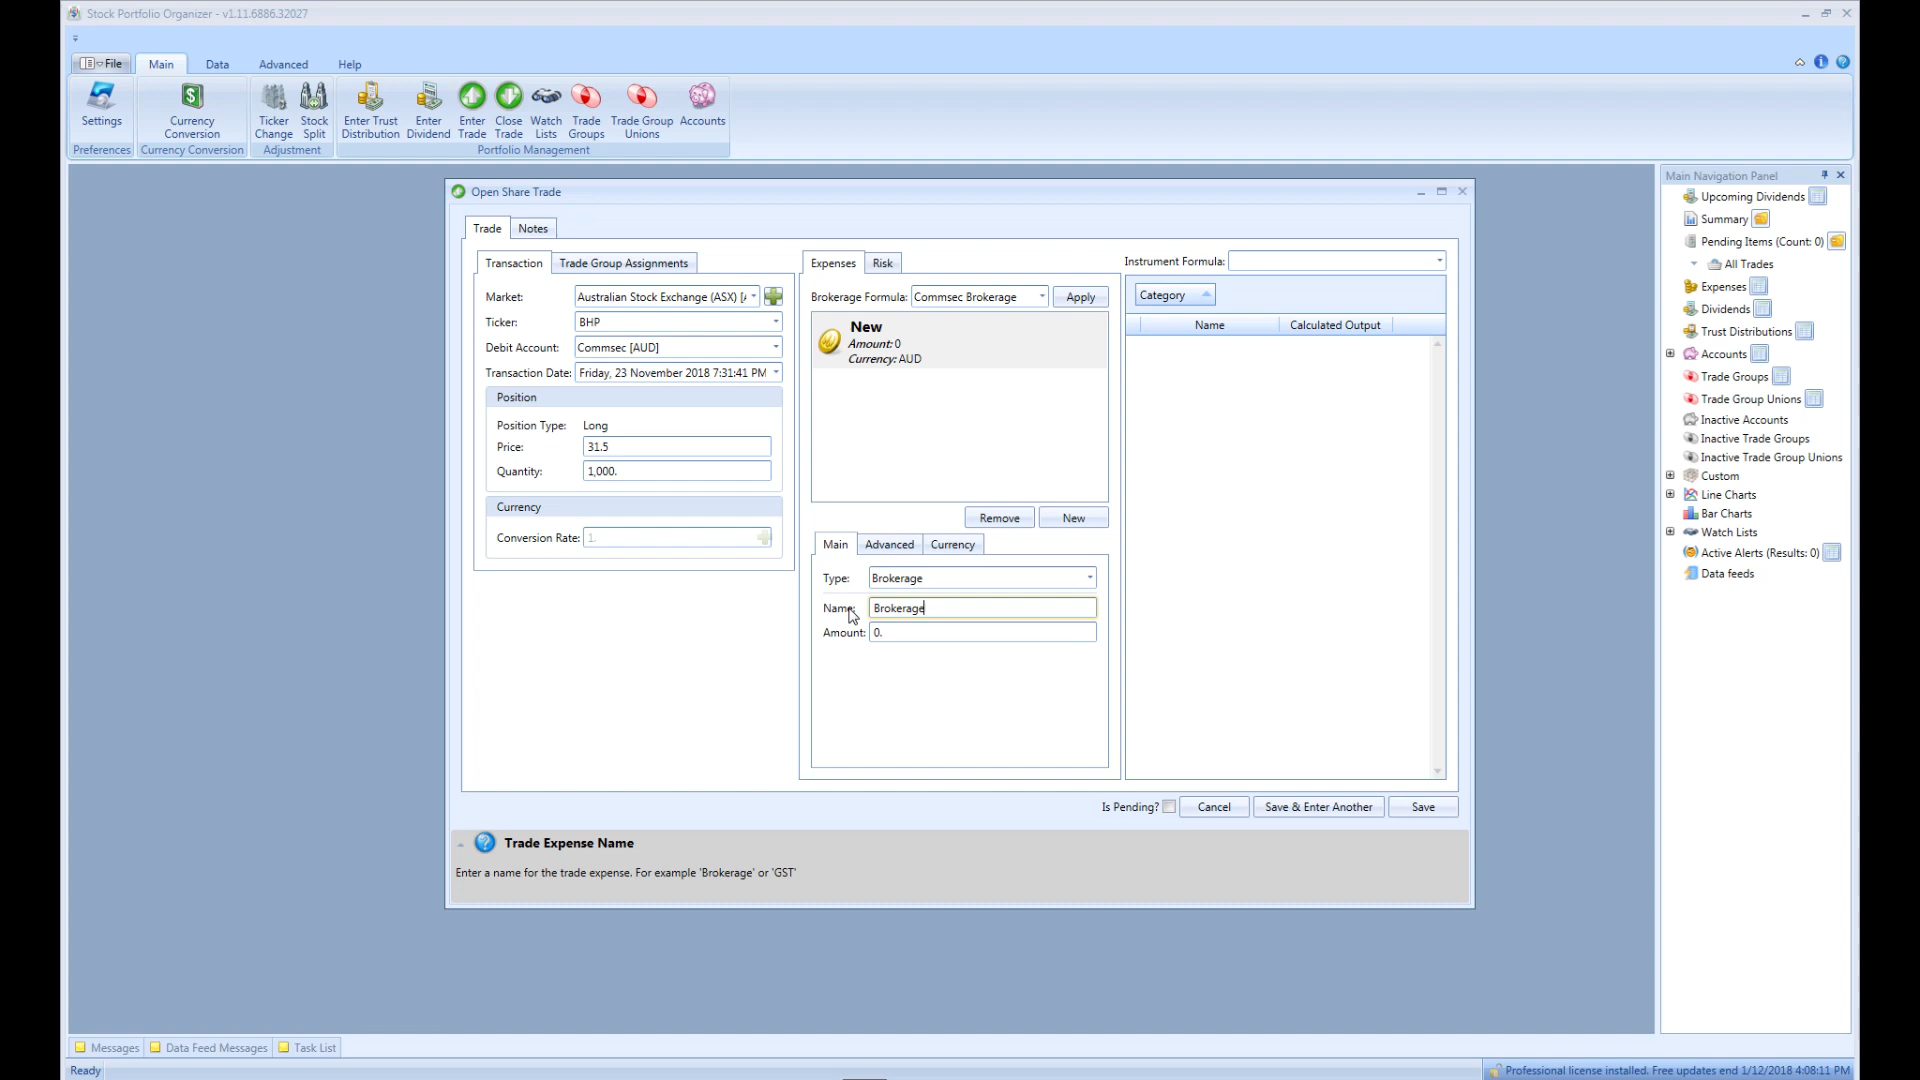 Stock Portfolio Organizer - v1.11.6886.32027
File
Main
Data
Advanced
Help
Settings
Currency
Conversion
Ticker
Change
Stock
Split
Enter Trust
Distribution
Enter
Dividend
Enter
Trade
Close
Trade
Watch
Lists
Trade
Groups
Trade Group
Unions
Accounts
Preferences
Currency Conversion
Adjustment
Portfolio Management
Open Share Trade
Trade
Notes
Transaction
Trade Group Assignments
Market:
Australian Stock Exchange (ASX) [
Ticker:
BHP
Debit Account:
Commsec [AUD]
Transaction Date:
Friday, 23 November 2018 7:31:41 PM
Position
Position Type:
Long
Price:
31.5
Quantity:
1,000.
Currency
Conversion Rate:
1.
Expenses
Risk
Brokerage Formula:
Commsec Brokerage
Apply
New
Amount: 0
Currency: AUD
Remove
New
Main
Advanced
Currency
Type:
Brokerage
Name:
Brokerage
Amount:
0.
Instrument Formula:
Category
Name
Calculated Output
Is Pending?
Cancel
Save & Enter Another
Save
Trade Expense Name
Enter a name for the trade expense. For example 'Brokerage' or 'GST'
Main Navigation Panel
Upcoming Dividends
Summary
Pending Items (Count: 0)
All Trades
Expenses
Dividends
Trust Distributions
Accounts
Trade Groups
Trade Group Unions
Inactive Accounts
Inactive Trade Groups
Inactive Trade Group Unions
Custom
Line Charts
Bar Charts
Watch Lists
Active Alerts (Results: 0)
Data feeds
Messages
Data Feed Messages
Task List
Ready
Professional license installed. Free updates end 1/12/2018 4:08:11 PM